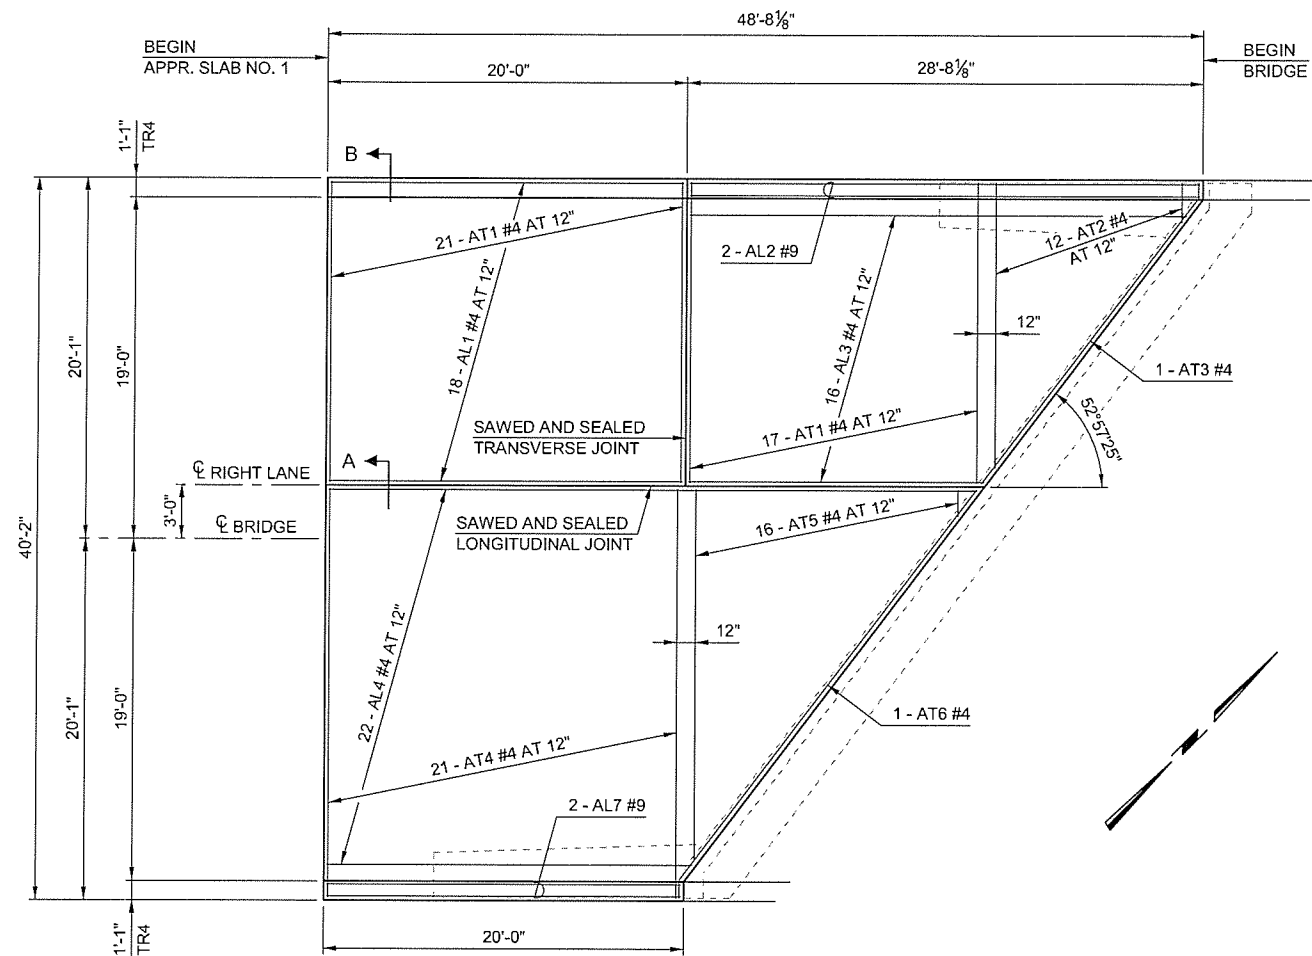 48'-8⅛"
BEGIN
APPR. SLAB NO. 1
BEGIN
BRIDGE
20'-0"
28'-8⅛"
1'-1"
TR4
B
21 - AT1 #4 AT 12"
2 - AL2 #9
12 - AT2 #4
AT 12"
18 - AL1 #4 AT 12"
16 - AL3 #4 AT 12"
12"
20'-1"
19'-0"
1 - AT3 #4
52°57'25"
SAWED AND SEALED
TRANSVERSE JOINT
17 - AT1 #4 AT 12"
A
℄ RIGHT LANE
3'-0"
℄ BRIDGE
40'-2"
SAWED AND SEALED
LONGITUDINAL JOINT
16 - AT5 #4 AT 12"
22 - AL4 #4 AT 12"
12"
20'-1"
19'-0"
1 - AT6 #4
21 - AT4 #4 AT 12"
2 - AL7 #9
1'-1"
TR4
20'-0"